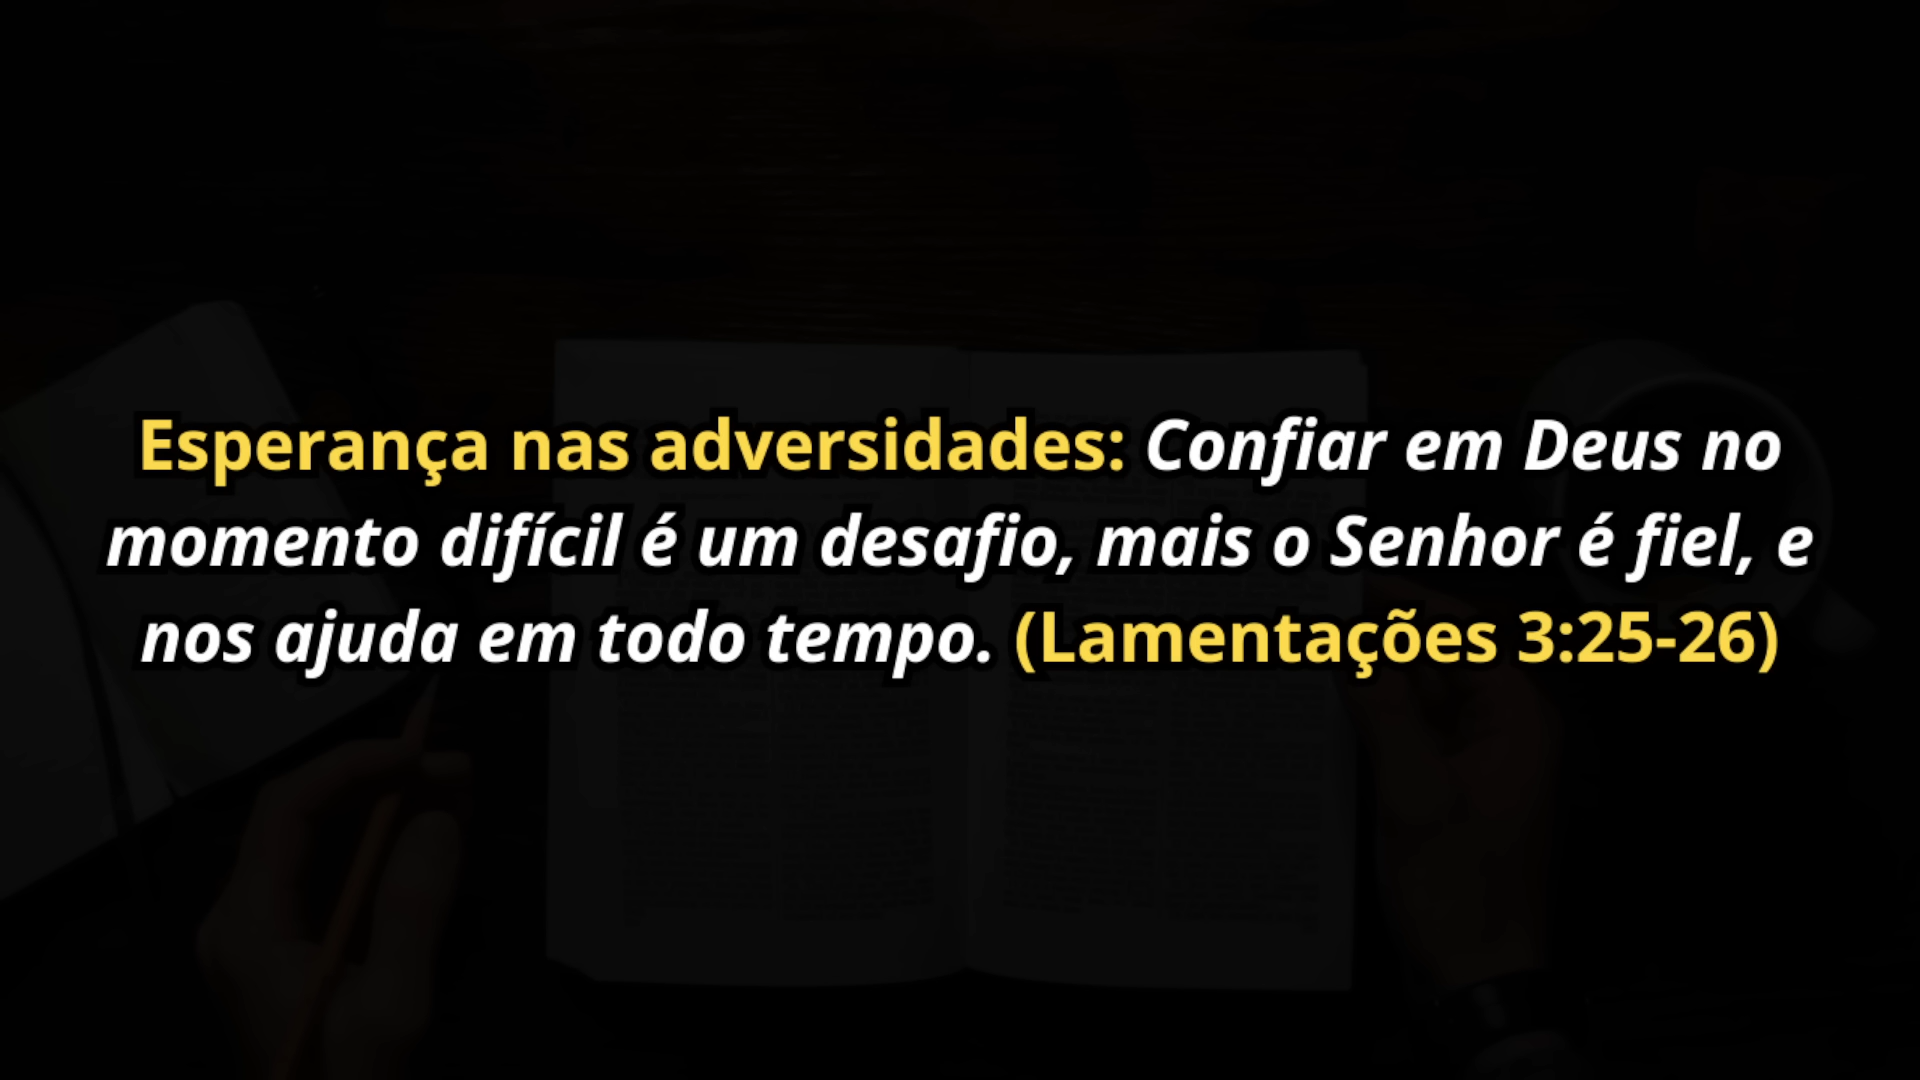 Esperança nas adversidades: Confiar em Deus no
momento difícil é um desafio, mais o Senhor é fiel, e
nos ajuda em todo tempo. (Lamentações 3:25-26)